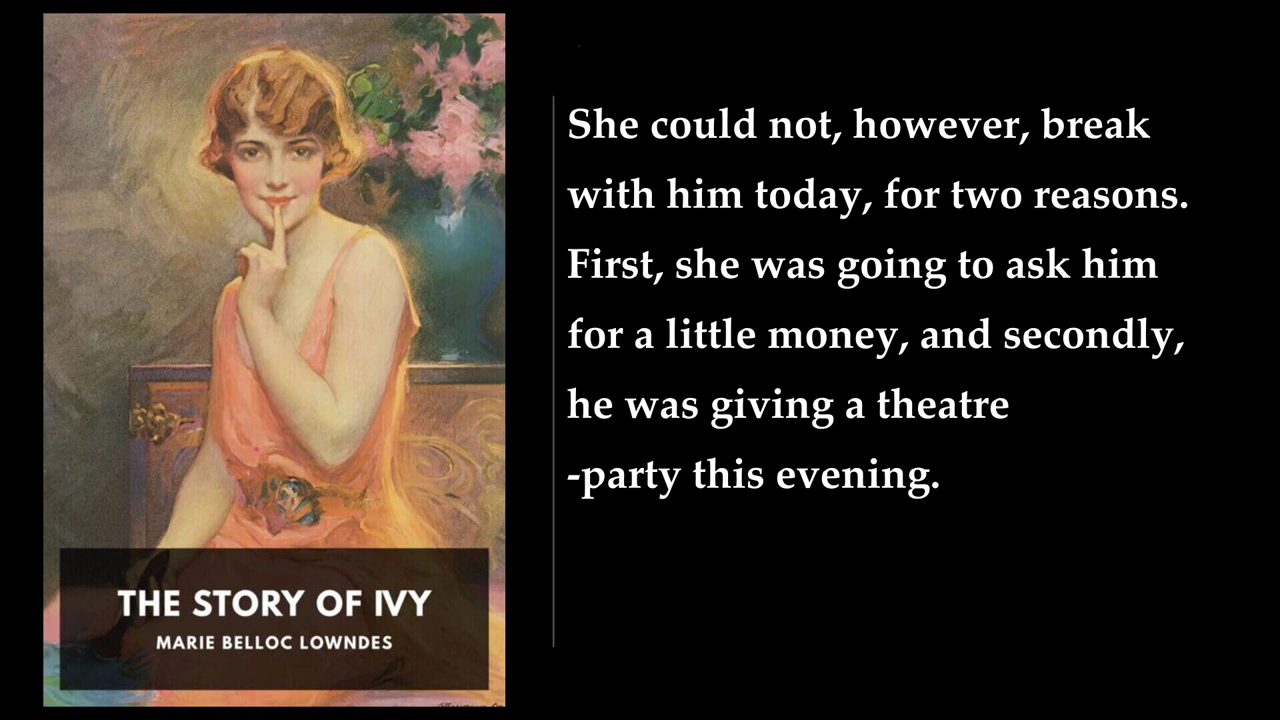 She could not, however, break
with him today, for two reasons.
First, she was going to ask him
for a little money, and secondly,
he was giving a theatre
-party this evening.
THE STORY OF IVY
MARIE BELLOC LOWNDES